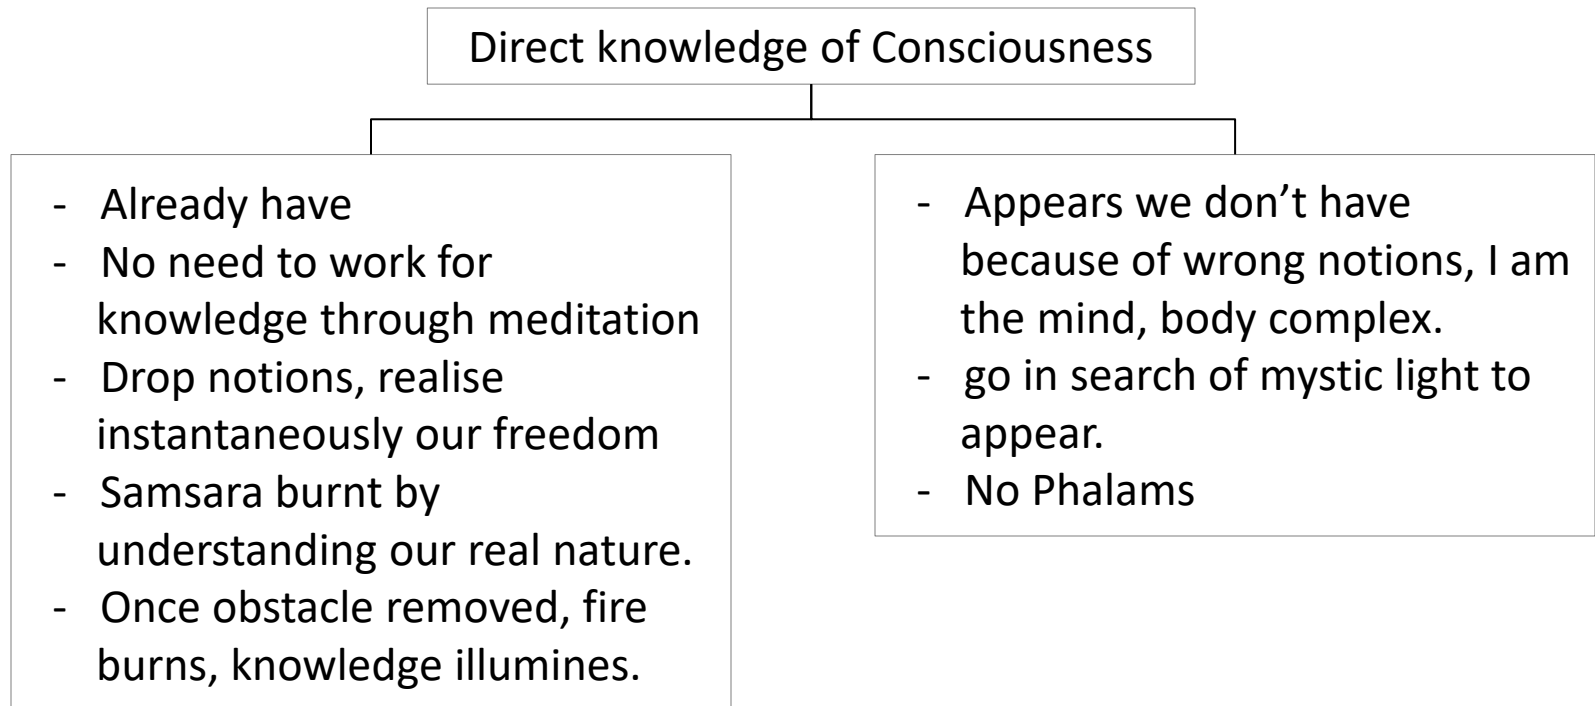 Direct knowledge of Consciousness
- Already have
- No need to work for
knowledge through meditation
- Drop notions, realise
instantaneously our freedom
- Samsara burnt by
understanding our real nature.
- Once obstacle removed, fire
burns, knowledge illumines.
- Appears we don’t have
because of wrong notions, I am
the mind, body complex.
- go in search of mystic light to
appear.
- No Phalams